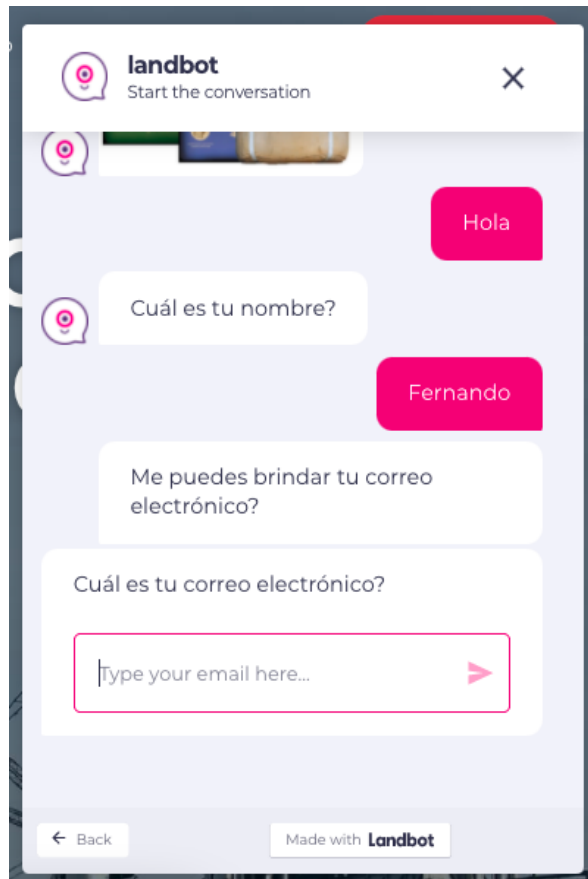 landbot
Start the conversation
Hola
Cuál es tu nombre?
Fernando
Me puedes brindar tu correo
electrónico?
Cuál es tu correo electrónico?
Type your email here...
Back
Made with Landbot